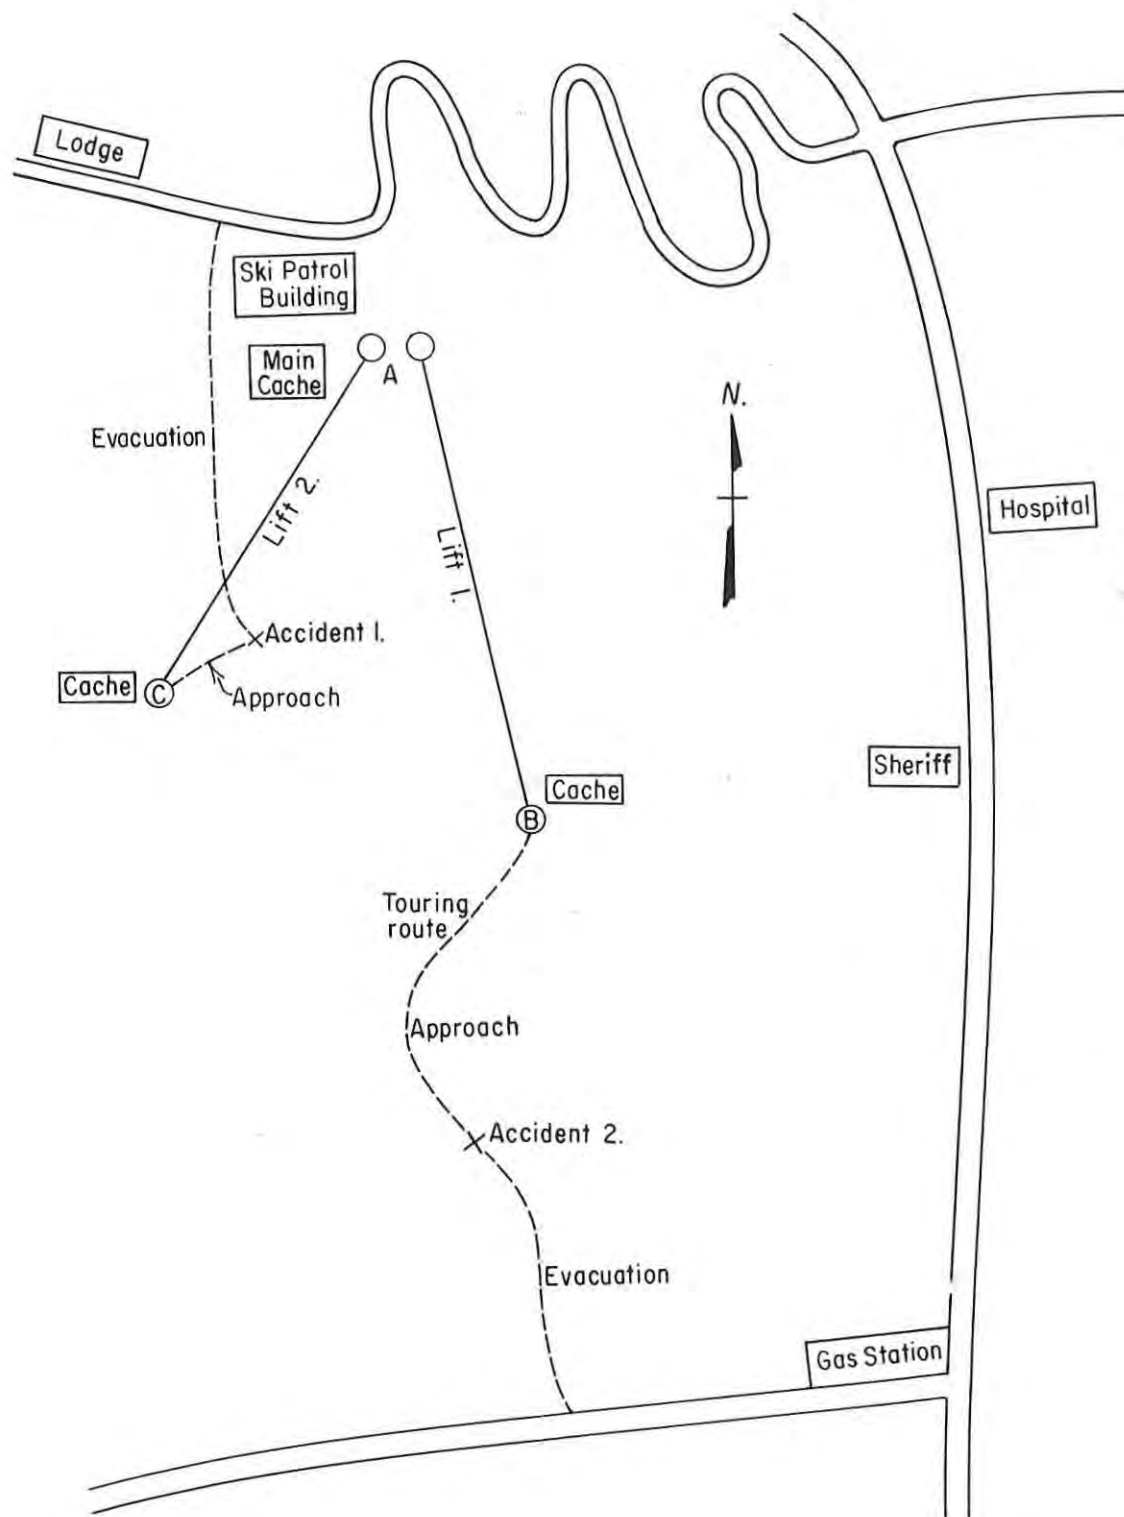 Lodge
Ski Patrol
Building
Main
Cache
A
N.
Evacuation
Lift 2.
Lift 1.
Hospital
Accident 1.
Cache
C
Approach
Sheriff
Cache
B
Touring
route
Approach
Accident 2.
Evacuation
Gas Station